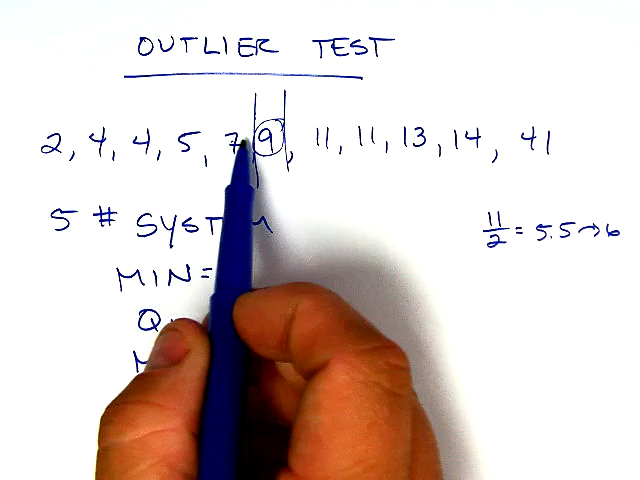 OUTLIER TEST
2, 4, 4, 5, 7 9, 11, 11, 13, 14, 41
5 # SYSTEM
11/2 = 5.5 → 6
MIN=
Q
M